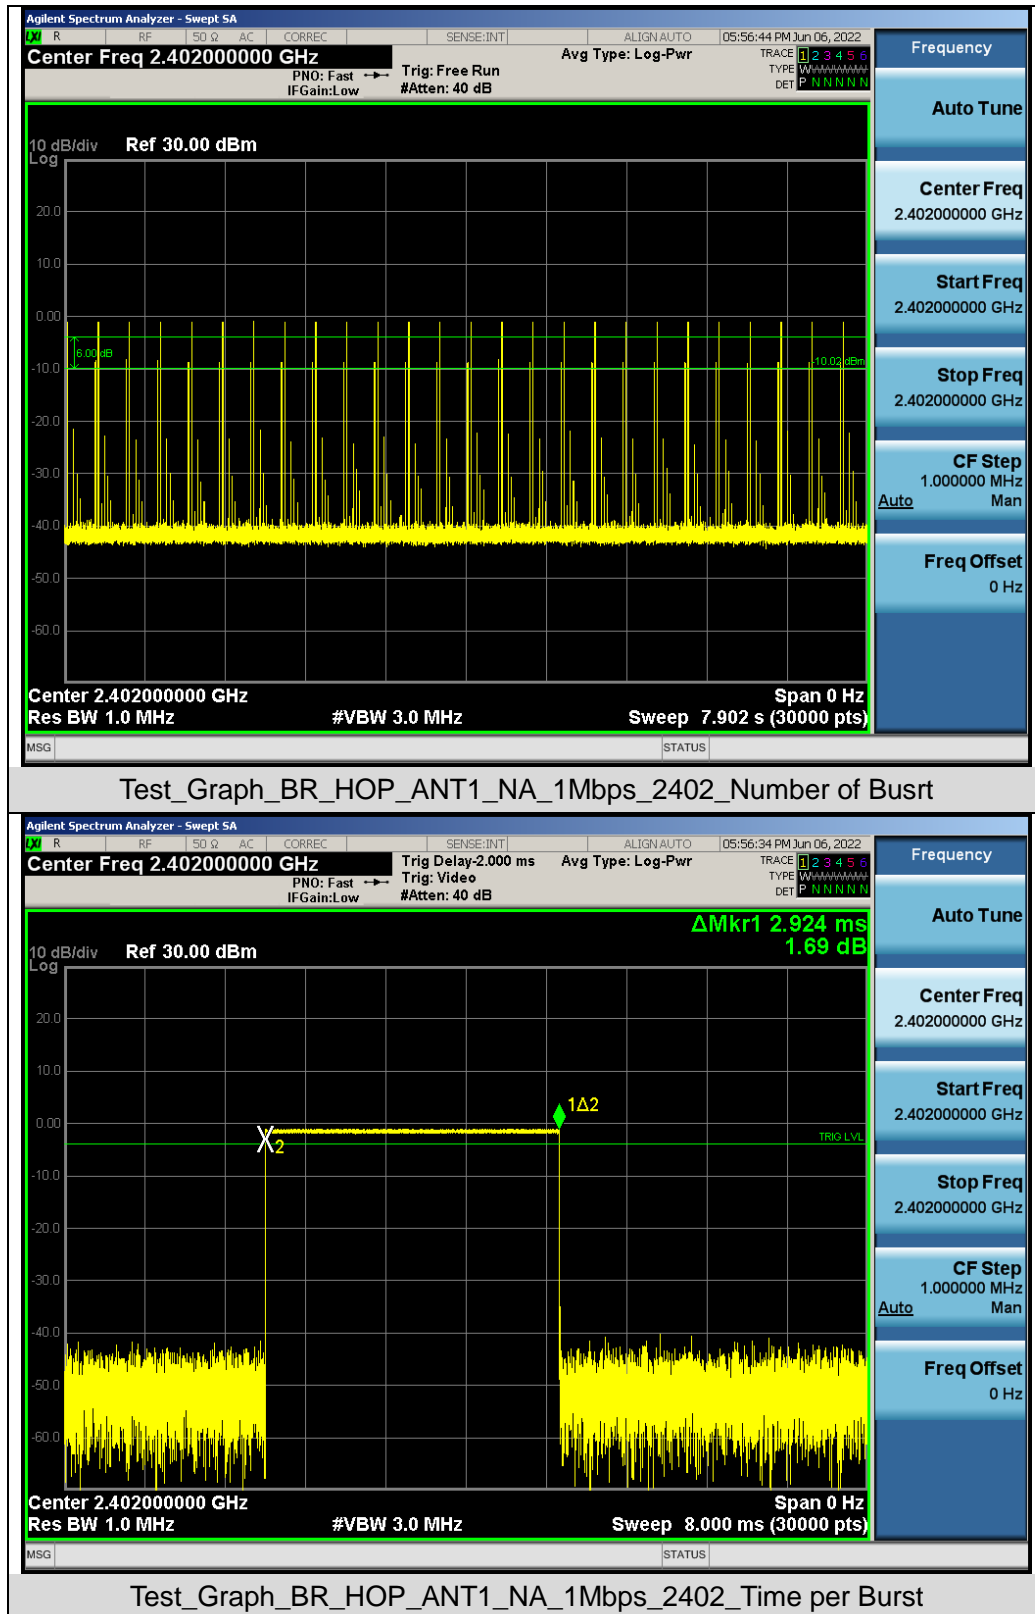 Agilent Spectrum Analyzer - Swept SA
LXI R RF 50 Ω AC CORREC SENSE:INT ALIGN AUTO 05:56:44 PM Jun 06, 2022
Center Freq 2.402000000 GHz
PNO: Fast
IFGain:Low
Trig: Free Run
#Atten: 40 dB
Avg Type: Log-Pwr
TRACE 1 2 3 4 5 6
TYPE
DET P N N N N N
10 dB/div
Log
Ref 30.00 dBm
20.0
10.0
0.00
6.00 dB
-10.02 dBm
-10.0
-20.0
-30.0
-40.0
-50.0
-60.0
Center 2.402000000 GHz Span 0 Hz
Res BW 1.0 MHz #VBW 3.0 MHz Sweep 7.902 s (30000 pts)
MSG STATUS
Frequency
Auto Tune
Center Freq
2.402000000 GHz
Start Freq
2.402000000 GHz
Stop Freq
2.402000000 GHz
CF Step
1.000000 MHz
Auto Man
Freq Offset
0 Hz
Test_Graph_BR_HOP_ANT1_NA_1Mbps_2402_Number of Busrt
Agilent Spectrum Analyzer - Swept SA
LXI R RF 50 Ω AC CORREC SENSE:INT ALIGN AUTO 05:56:34 PM Jun 06, 2022
Center Freq 2.402000000 GHz
PNO: Fast
IFGain:Low
Trig Delay-2.000 ms
Trig: Video
#Atten: 40 dB
Avg Type: Log-Pwr
TRACE 1 2 3 4 5 6
TYPE
DET P N N N N N
ΔMkr1 2.924 ms
1.69 dB
10 dB/div
Log
Ref 30.00 dBm
20.0
10.0
0.00
1Δ2
2
TRIG LVL
-10.0
-20.0
-30.0
-40.0
-50.0
-60.0
Center 2.402000000 GHz Span 0 Hz
Res BW 1.0 MHz #VBW 3.0 MHz Sweep 8.000 ms (30000 pts)
MSG STATUS
Frequency
Auto Tune
Center Freq
2.402000000 GHz
Start Freq
2.402000000 GHz
Stop Freq
2.402000000 GHz
CF Step
1.000000 MHz
Auto Man
Freq Offset
0 Hz
Test_Graph_BR_HOP_ANT1_NA_1Mbps_2402_Time per Burst